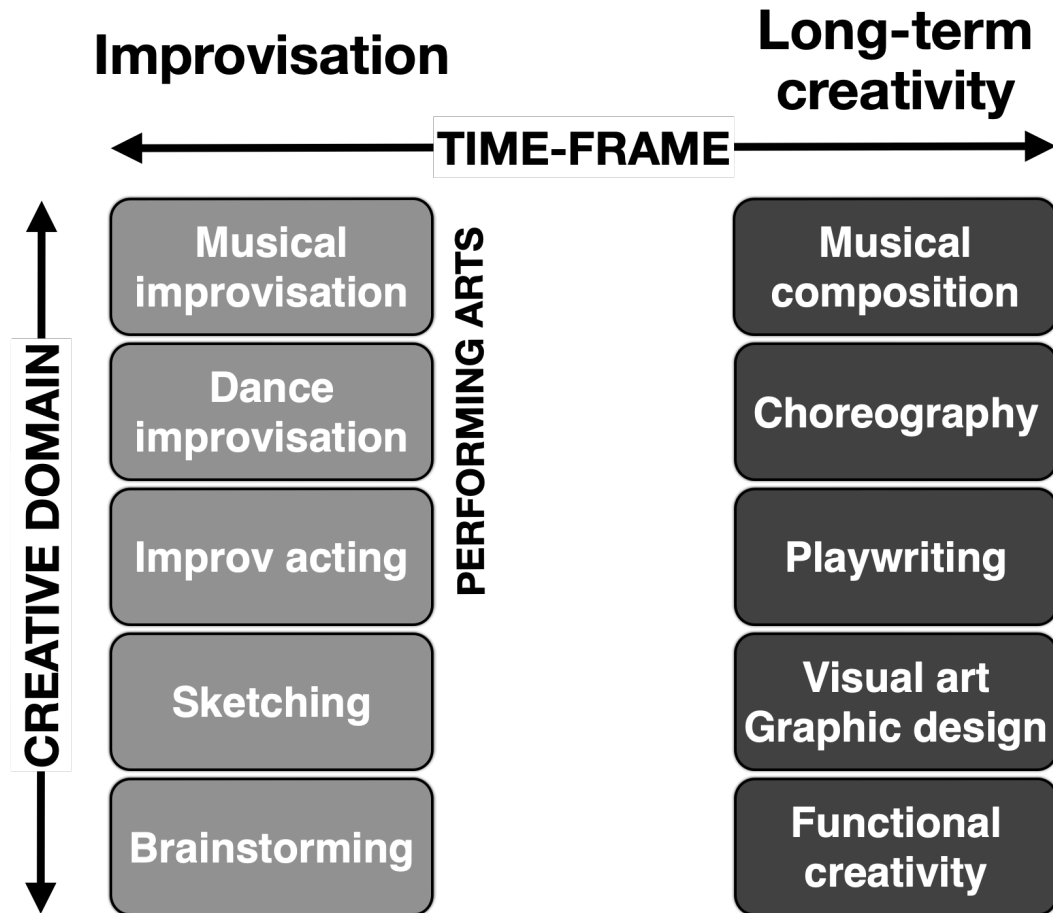 Improvisation
Long-term
creativity
TIME-FRAME
CREATIVE DOMAIN
Musical
improvisation
PERFORMING ARTS
Musical
composition
Dance
improvisation
Choreography
Improv acting
Playwriting
Sketching
Visual art
Graphic design
Brainstorming
Functional
creativity